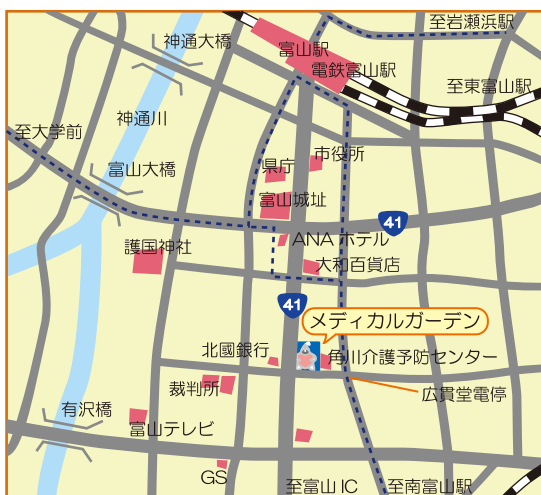 至岩瀬浜駅
神通大橋
富山駅
電鉄富山駅
至東富山駅
神通川
至大学前
市役所
県庁
富山大橋
富山城址
41
ANAホテル
護国神社
大和百貨店
41
メディカルガーデン
北國銀行
角川介護予防センター
裁判所
広貫堂電停
有沢橋
富山テレビ
GS
至富山IC
至南富山駅